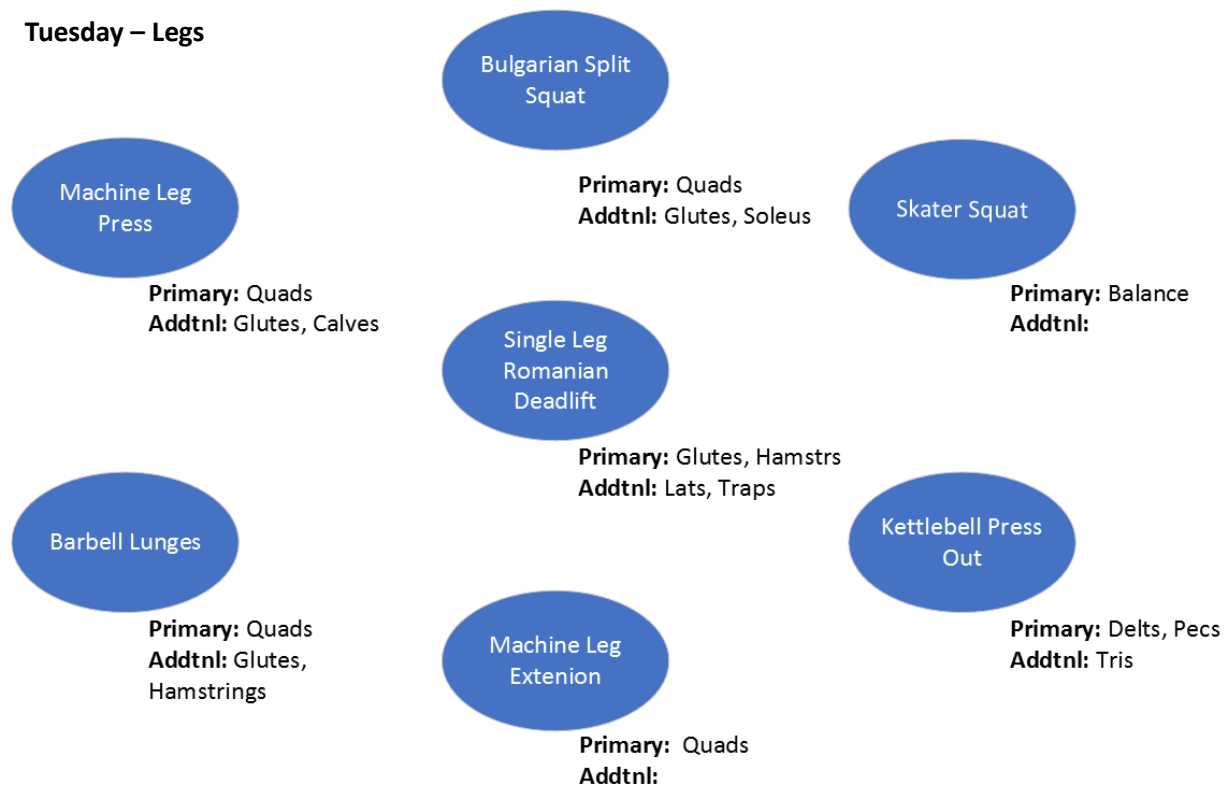 Tuesday – Legs
Bulgarian Split
Squat
Primary: Quads
Addtnl: Glutes, Soleus
Machine Leg
Press
Primary: Quads
Addtnl: Glutes, Calves
Skater Squat
Primary: Balance
Addtnl:
Single Leg
Romanian
Deadlift
Primary: Glutes, Hamstrs
Addtnl: Lats, Traps
Barbell Lunges
Primary: Quads
Addtnl: Glutes,
Hamstrings
Kettlebell Press
Out
Primary: Delts, Pecs
Addtnl: Tris
Machine Leg
Extenion
Primary: Quads
Addtnl: